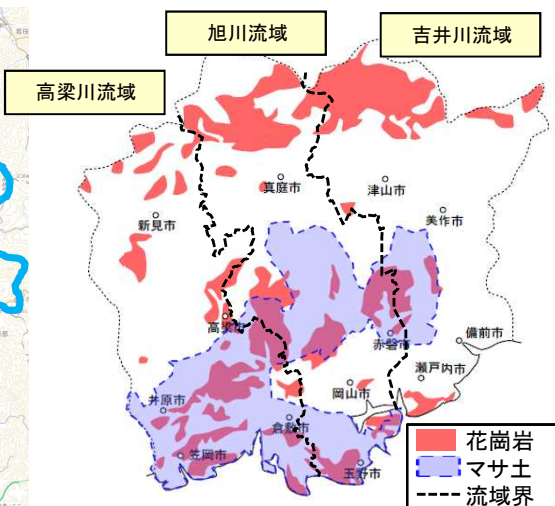 旭川流域
吉井川流域
高梁川流域
真庭市
津山市
新見市
美作市
高梁市
赤磐市
備前市
瀬戸内市
岡山市
井原市
倉敷市
笠岡市
玉野市
花崗岩
マサ土
流域界